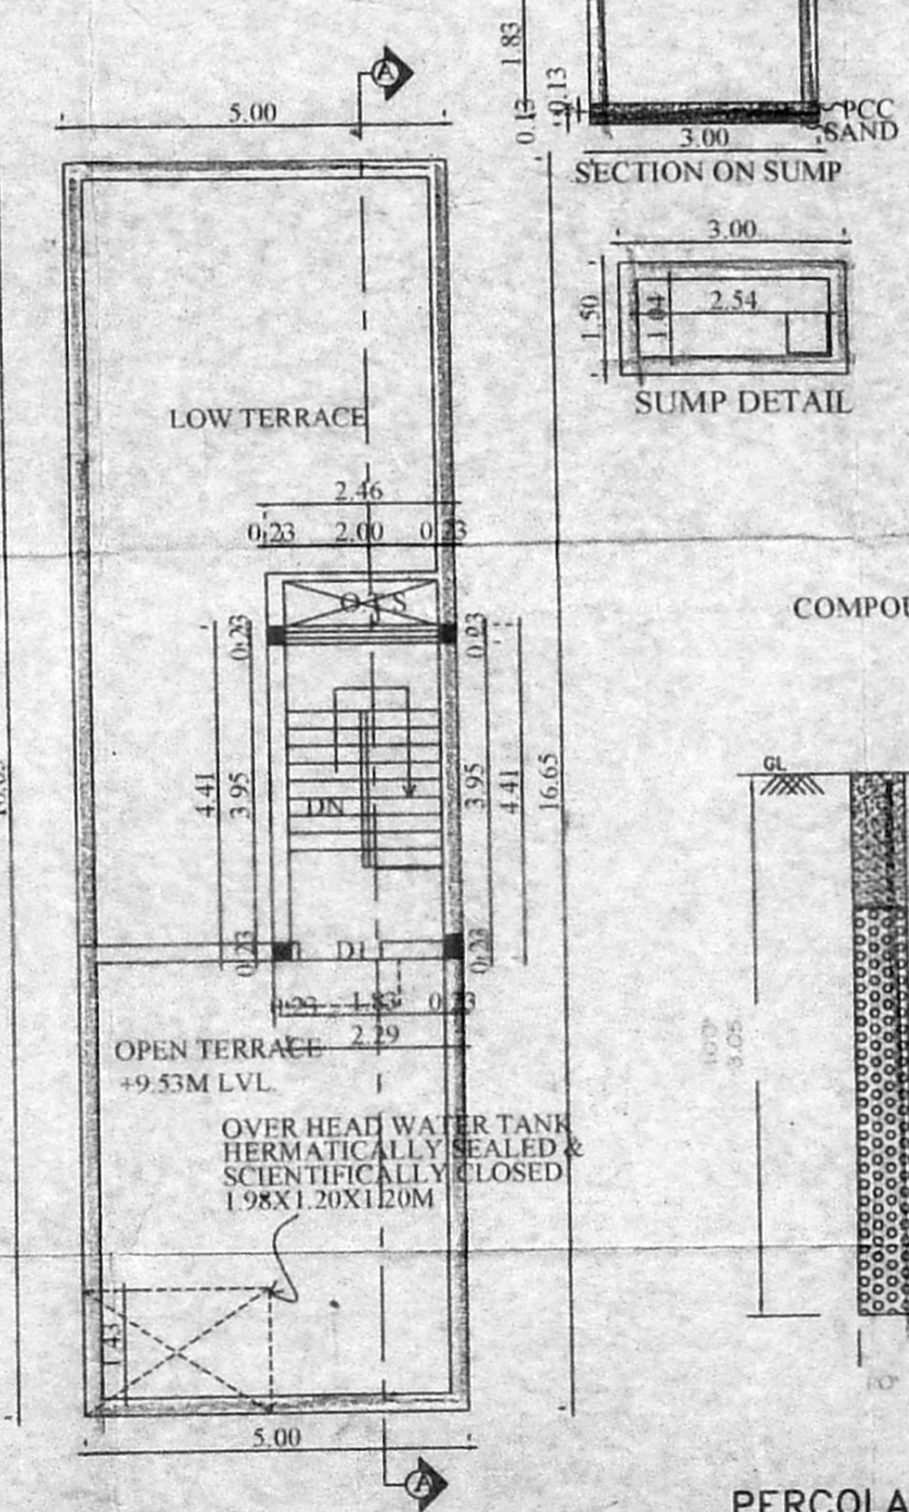 A
5.00
LOW TERRACE
2.46
0.23 2.00 0.23
O.T.S
0.23
0.23
4.41
3.95
DN
3.95
4.41
16.65
0.23
D1
0.23
0.23 1.83 0.23
2.29
OPEN TERRACE
+9.53M LVL.
OVER HEAD WATER TANK
HERMATICALLY SEALED &
SCIENTIFICALLY CLOSED
1.98X1.20X1.20M
1.43
5.00
A
1.83
0.13
0.13
PCC
SAND
3.00
SECTION ON SUMP
3.00
1.50
1.04
2.54
SUMP DETAIL
COMPOU
GL
3.05
PERCOLA